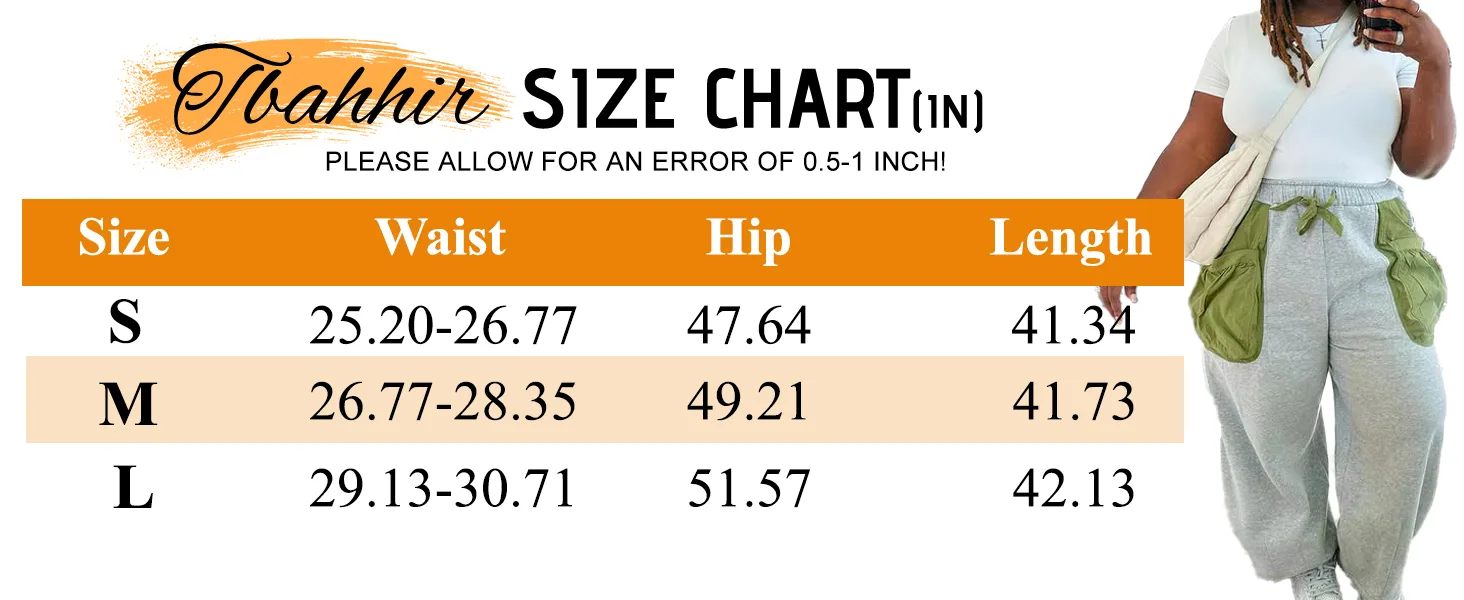 Tbahhir SIZE CHART(IN)
PLEASE ALLOW FOR AN ERROR OF 0.5-1 INCH!
Size Waist Hip Length
S 25.20-26.77 47.64 41.34
M 26.77-28.35 49.21 41.73
L 29.13-30.71 51.57 42.13